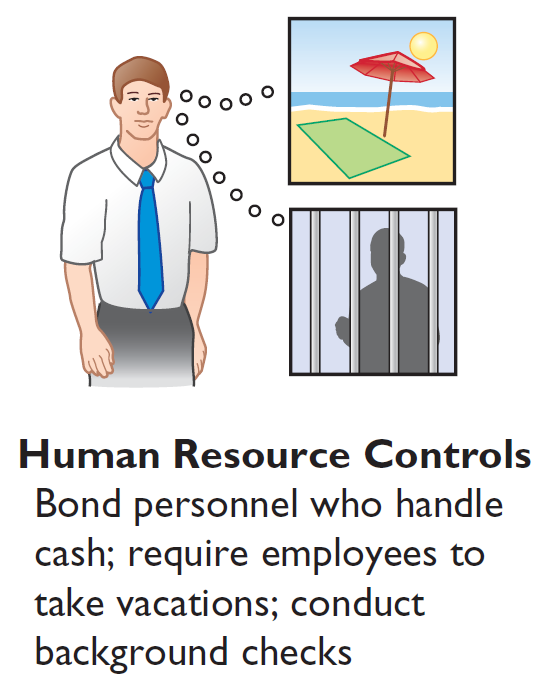 Human Resource Controls
Bond personnel who handle
cash; require employees to
take vacations; conduct
background checks